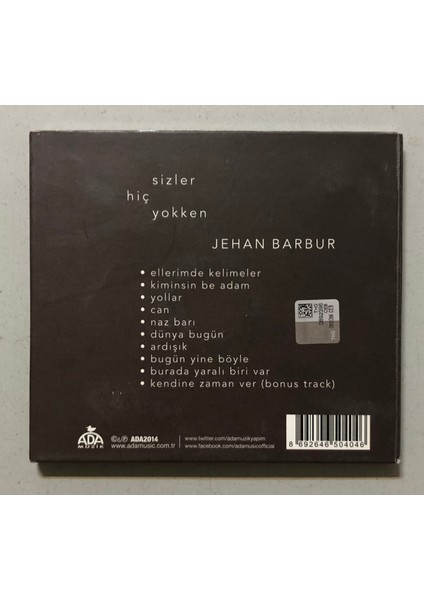 sizler
hiç
yokken
JEHAN BARBUR
• ellerimde kelimeler
• kiminsin be adam
• yollar
• can
• naz barı
• dünya bugün
• ardışık
• bugün yine böyle
• burada yaralı biri var
• kendine zaman ver (bonus track)
ADA
MÜZİK
©℗ ADA2014
www.adamusic.com.tr
www.twitter.com/adamuzikyapim
www.facebook.com/adamusicofficial
8 692646 504046